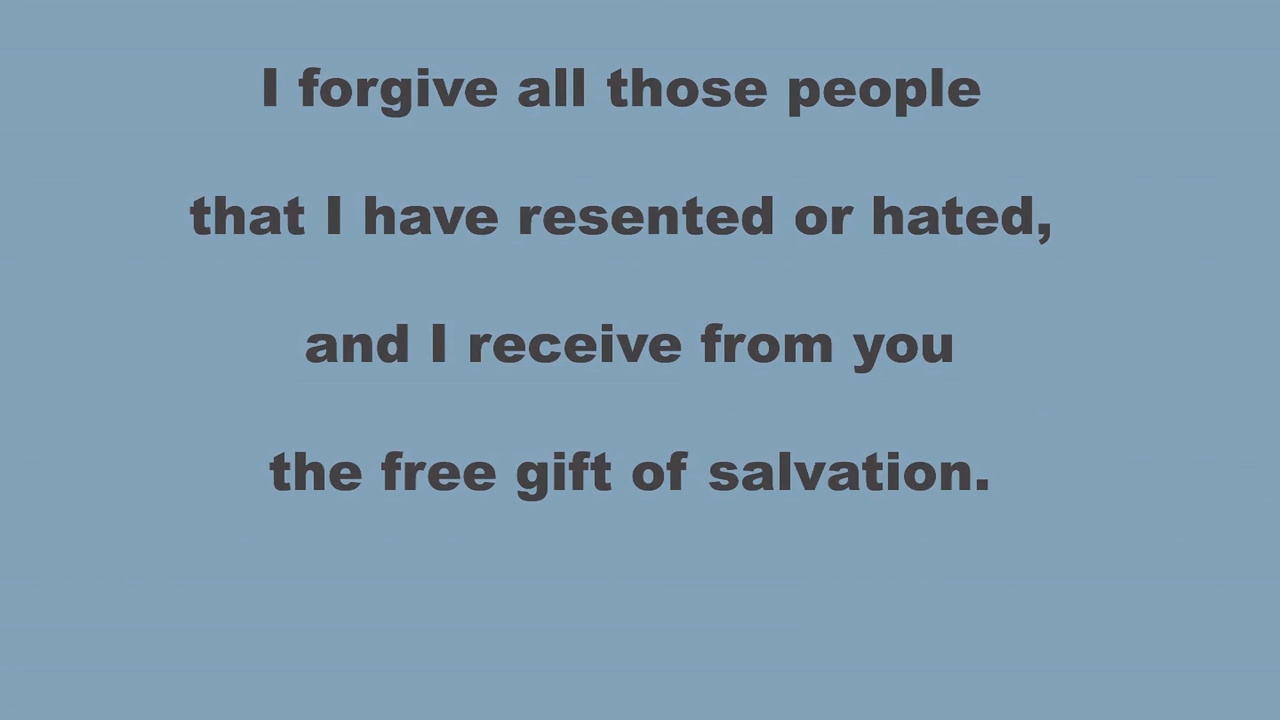 I forgive all those people
that I have resented or hated,
and I receive from you
the free gift of salvation.